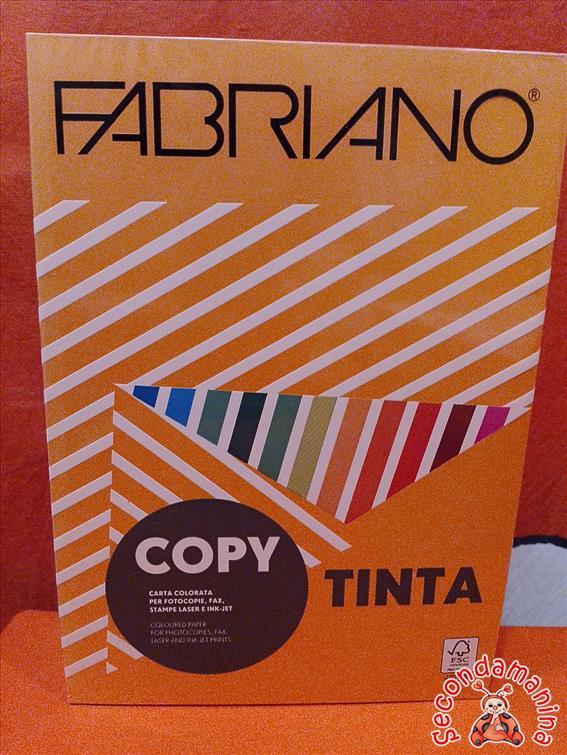 FABRIANO®
COPY
CARTA COLORATA
PER FOTOCOPIE, FAX,
STAMPE LASER E INK-JET
COLOURED PAPER
FOR PHOTOCOPIES, FAX,
LASER AND INK JET PRINTS
TINTA
FSC
Secondamanina